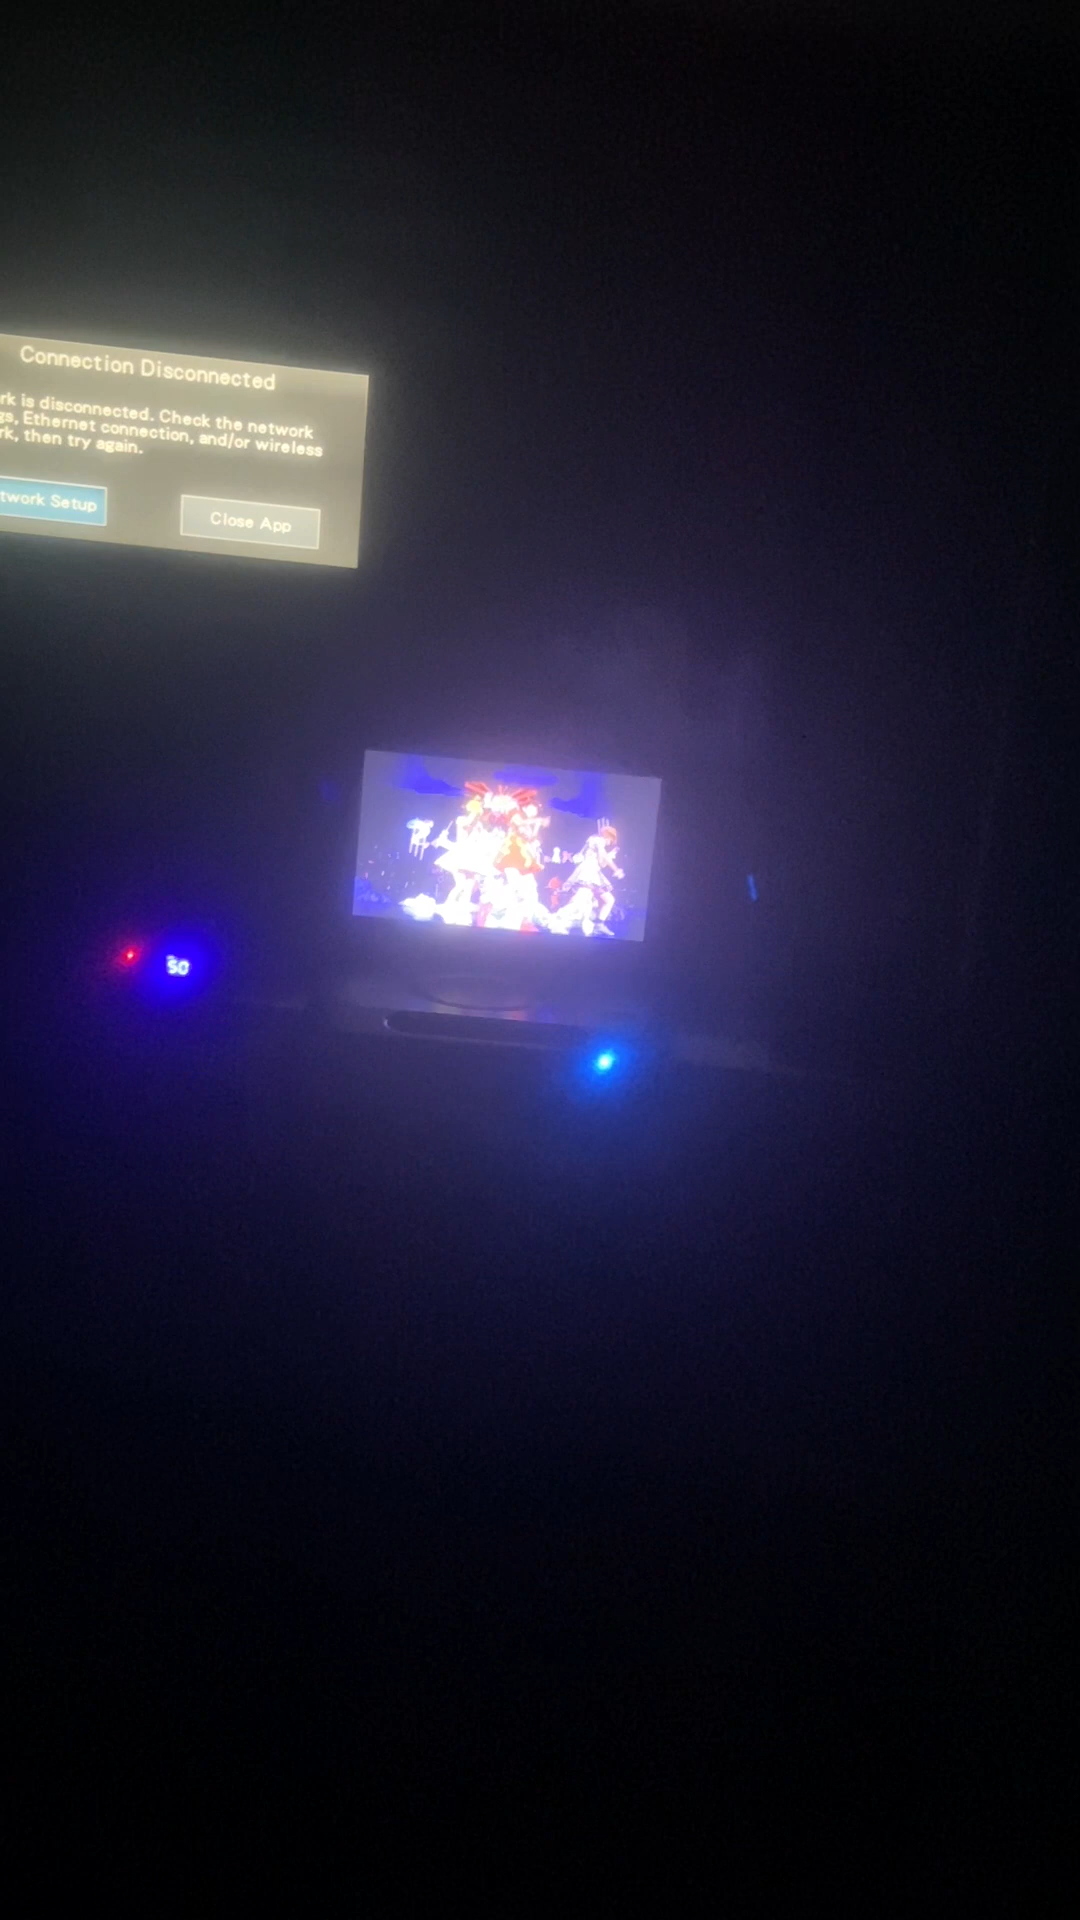 Connection Disconnected
rk is disconnected. Check the network
gs, Ethernet connection, and/or wireless
rk, then try again.
twork Setup
Close App
50